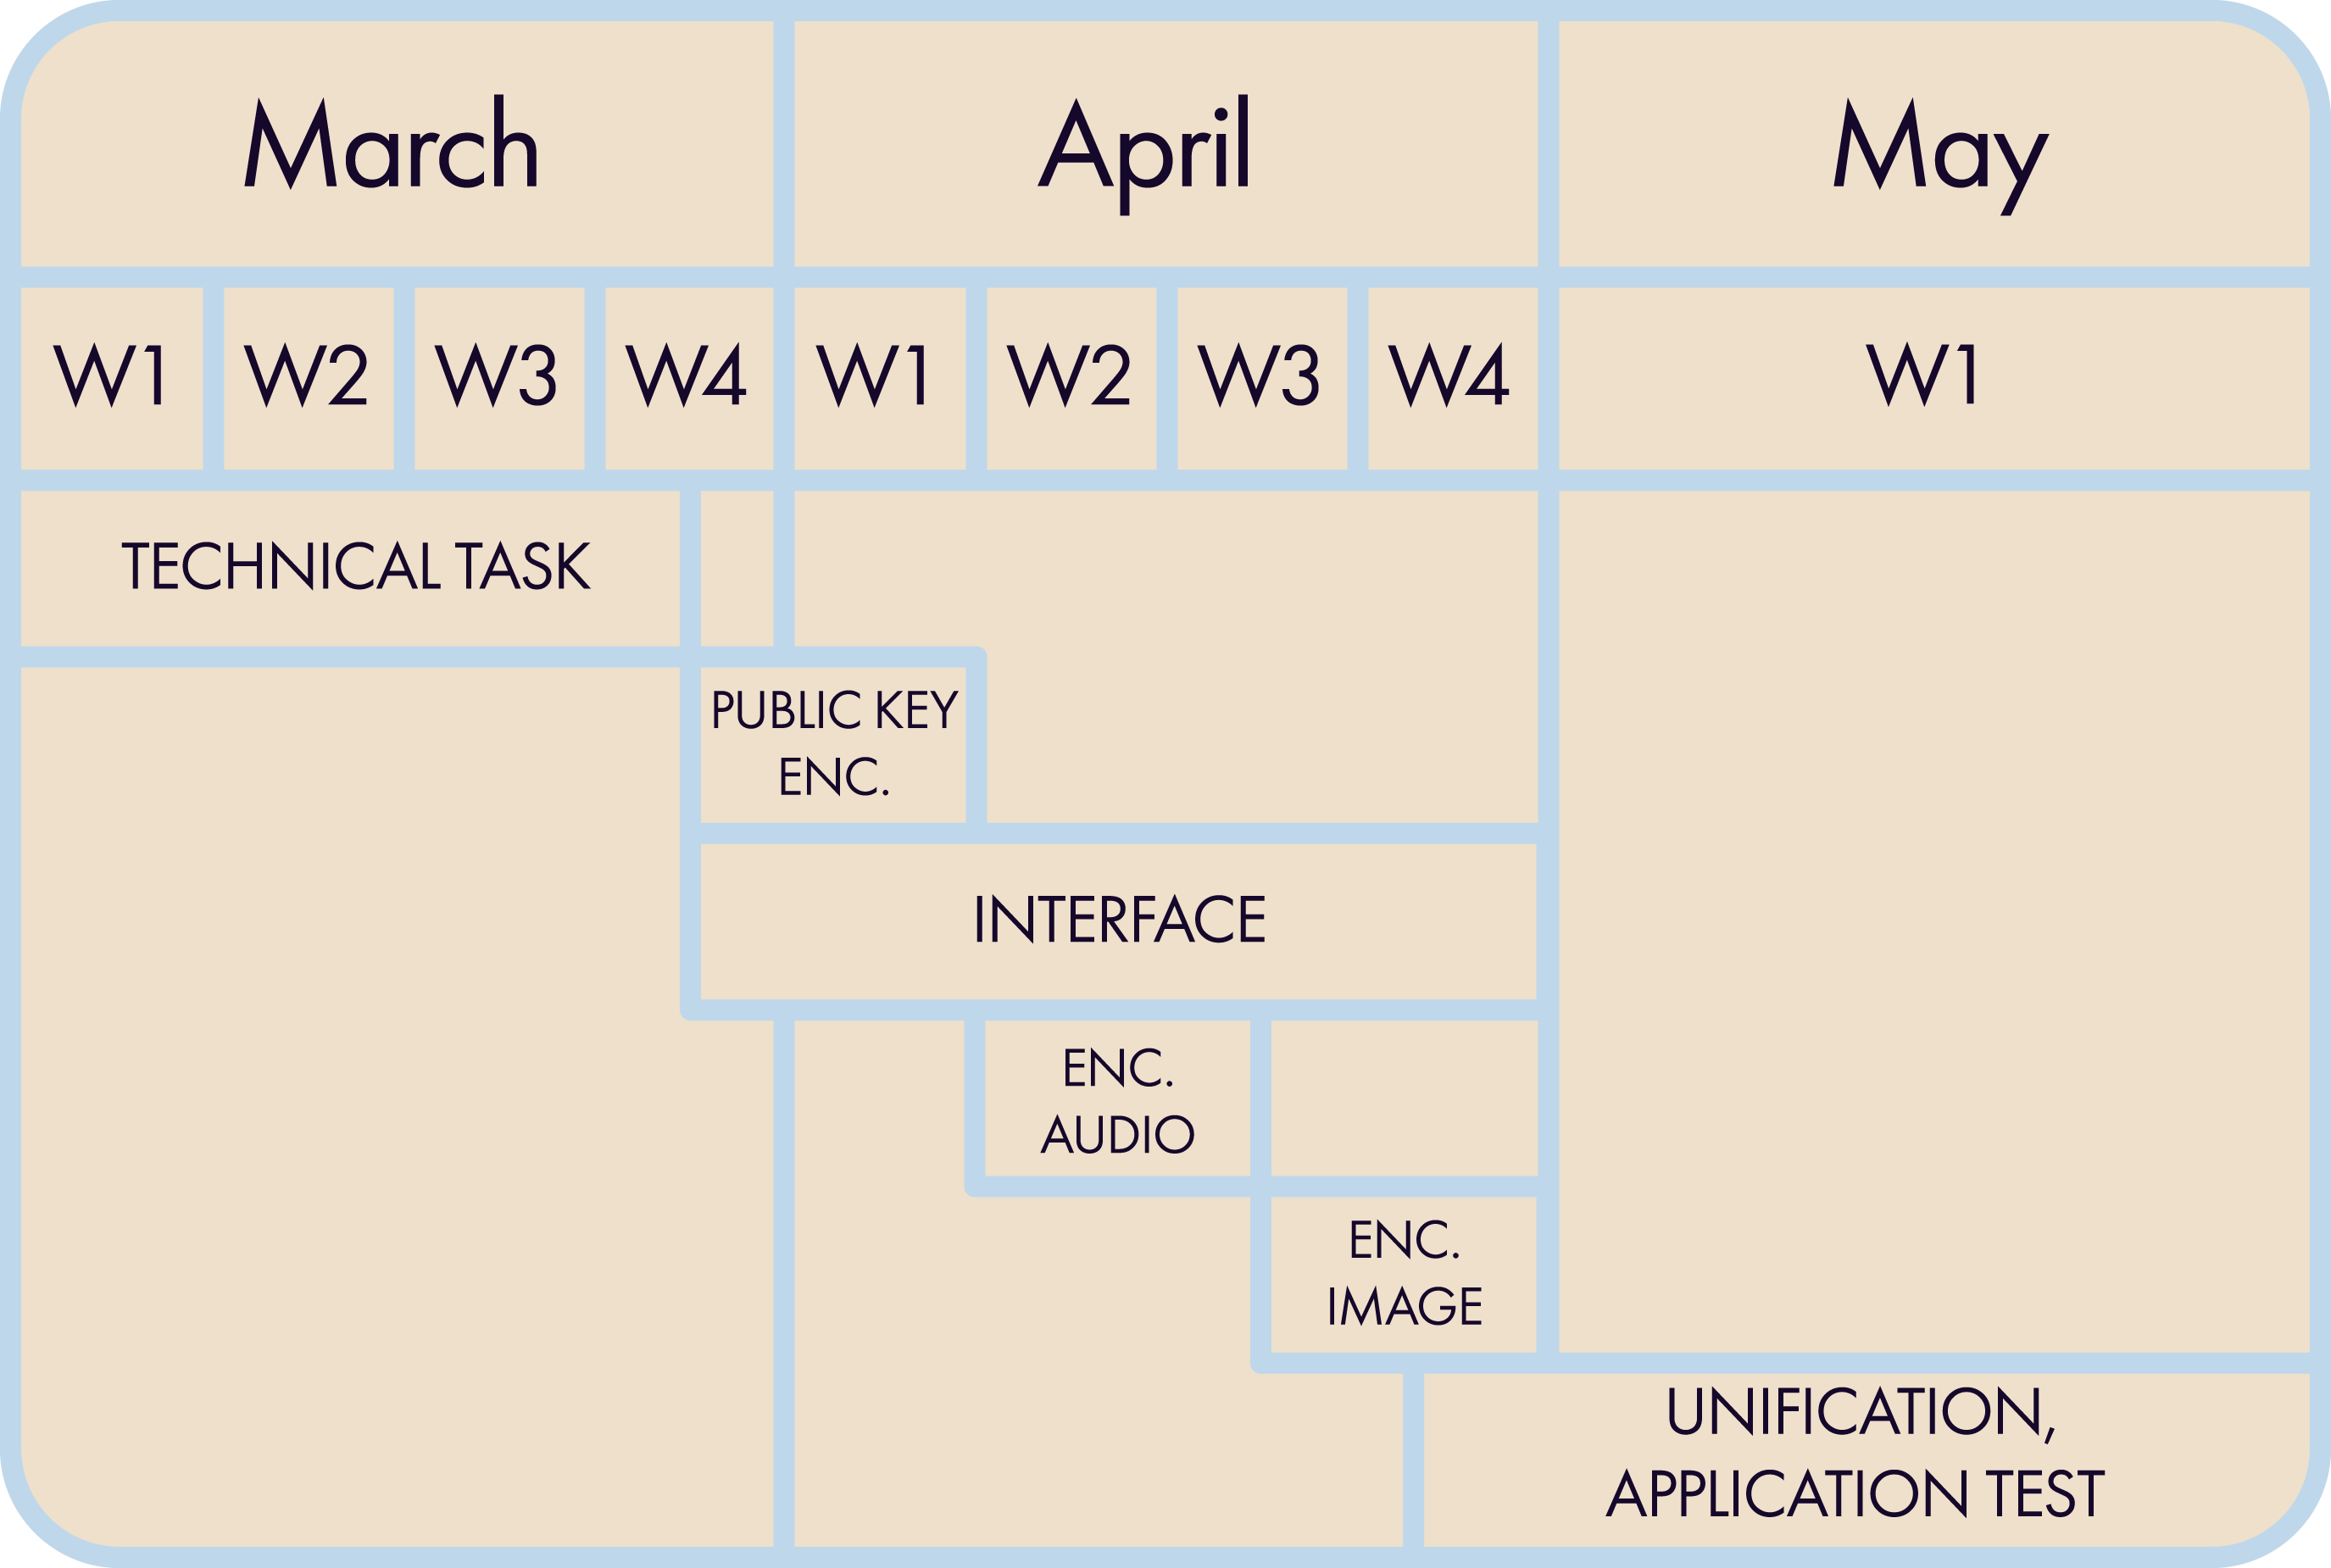 March April May
W1 W2 W3 W4 W1 W2 W3 W4 W1
TECHNICAL TASK
PUBLIC KEY
ENC.
INTERFACE
ENC.
AUDIO
ENC.
IMAGE
UNIFICATION,
APPLICATION TEST